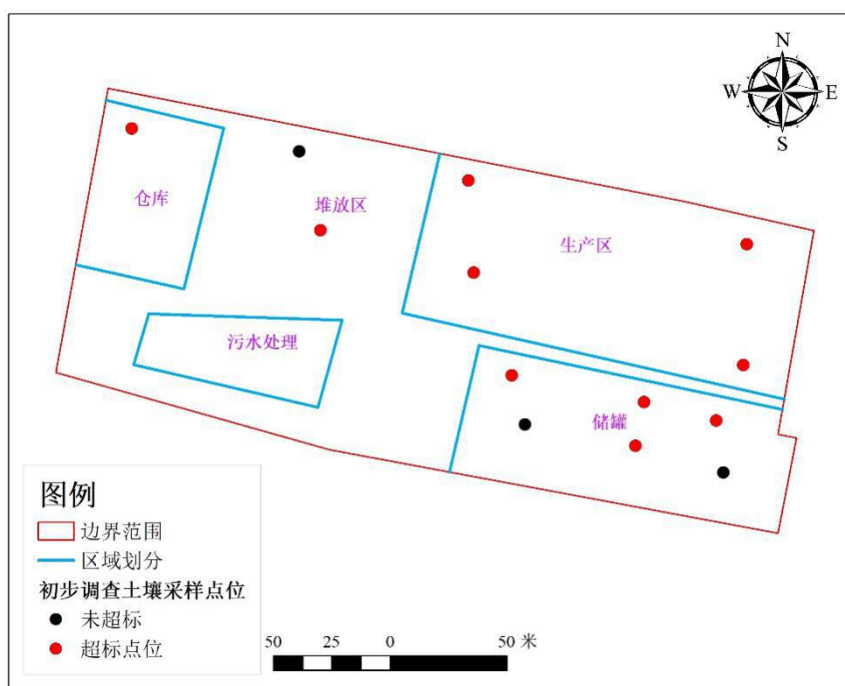 N
W
E
S
仓库
堆放区
生产区
污水处理
储罐
图例
边界范围
区域划分
初步调查土壤采样点位
未超标
超标点位
50 25 0 50 米